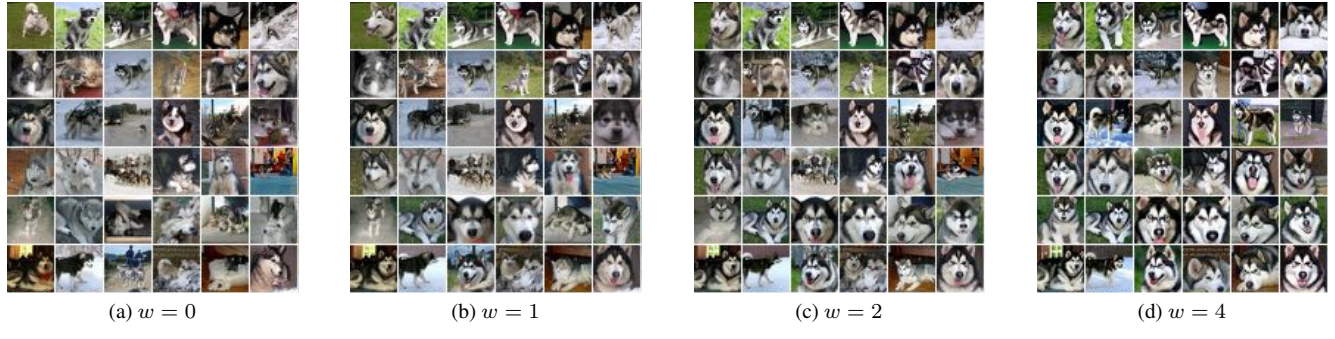 (a) w = 0
(b) w = 1
(c) w = 2
(d) w = 4